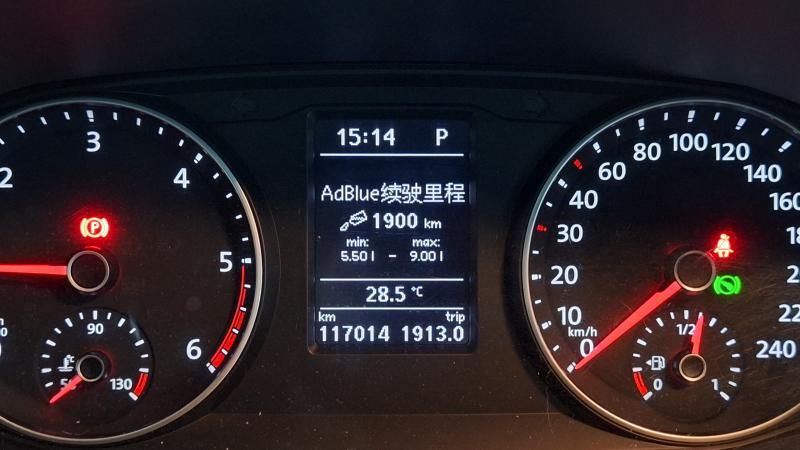 15:14 P
AdBlue续驶里程
1900 km
min: max:
5.50 l – 9.00 l
28.5 °C
km trip
117014 1913.0
2
3
4
5
6
P
90
50
130
0
10
20
30
40
60
80
100
120
140
160
220
240
km/h
1/2
0
1